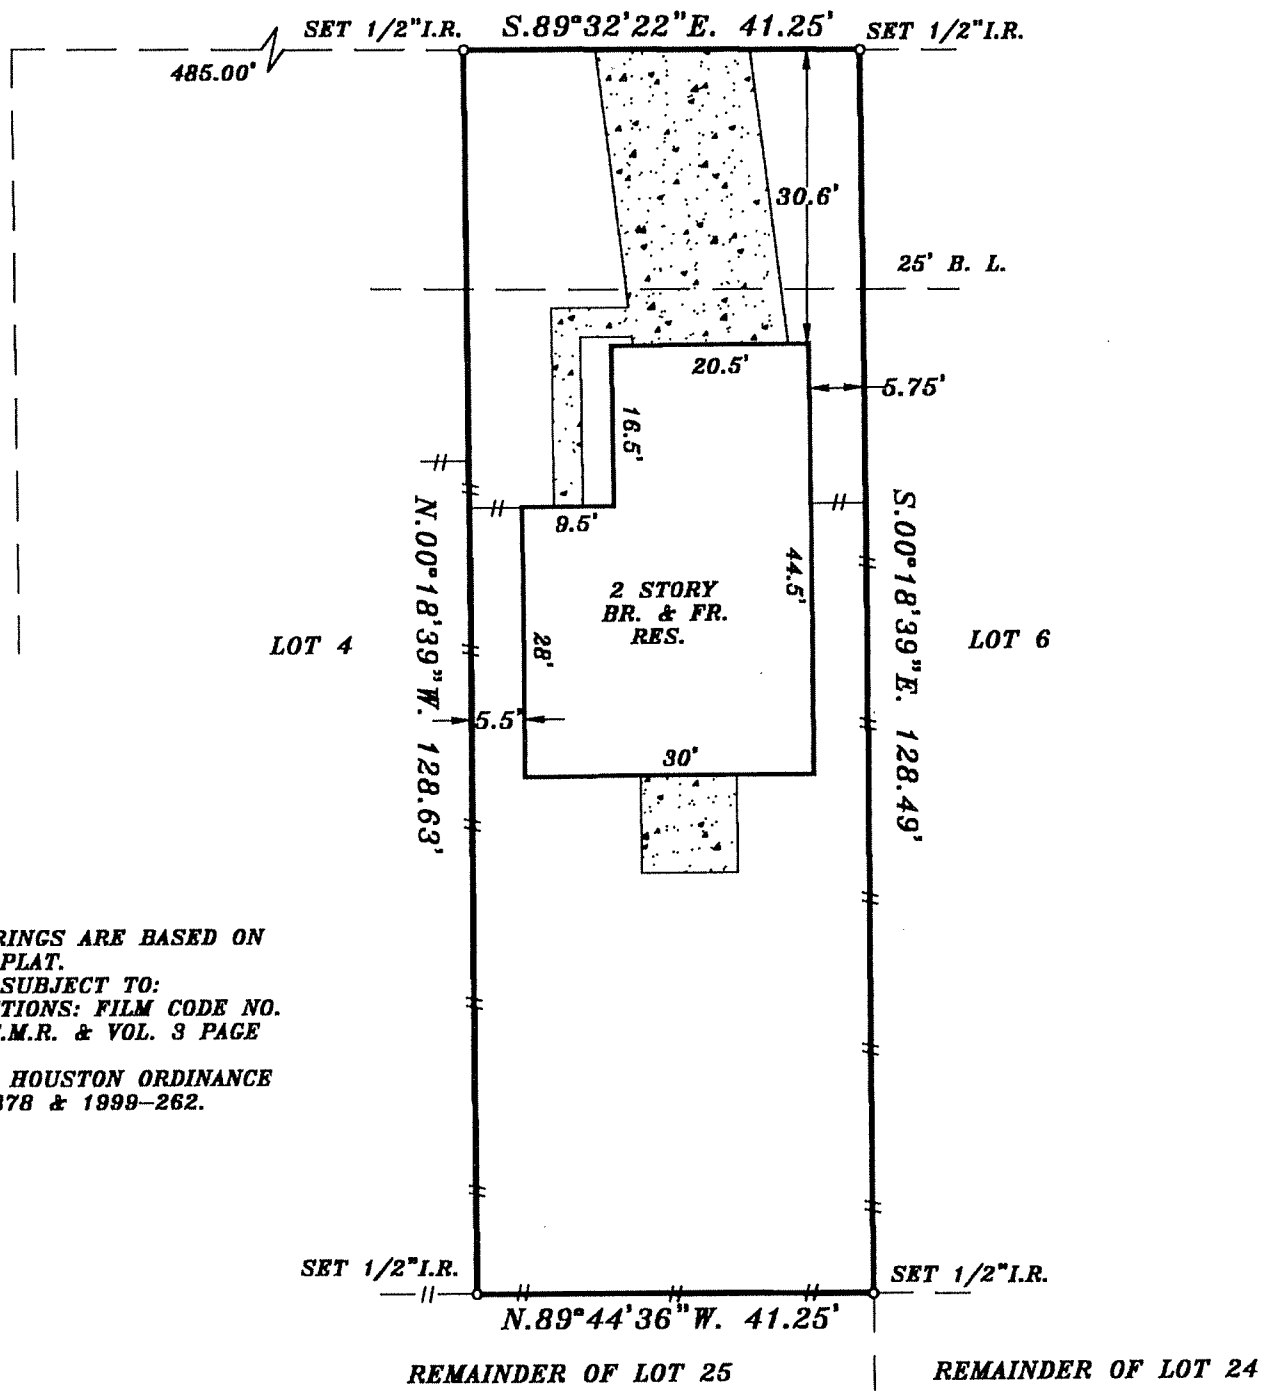 SET 1/2"I.R.
S.89°32'22"E. 41.25'
SET 1/2"I.R.
485.00'
30.6'
25' B. L.
20.5'
5.75'
16.5'
9.5'
N.00°18'39"W. 128.63'
S.00°18'39"E. 128.49'
44.5'
2 STORY
BR. & FR.
RES.
LOT 4
28'
LOT 6
5.5'
30'
RINGS ARE BASED ON
PLAT.
SUBJECT TO:
TIONS: FILM CODE NO.
.M.R. & VOL. 3 PAGE
HOUSTON ORDINANCE
878 & 1999-262.
SET 1/2"I.R.
SET 1/2"I.R.
N.89°44'36"W. 41.25'
REMAINDER OF LOT 25
REMAINDER OF LOT 24